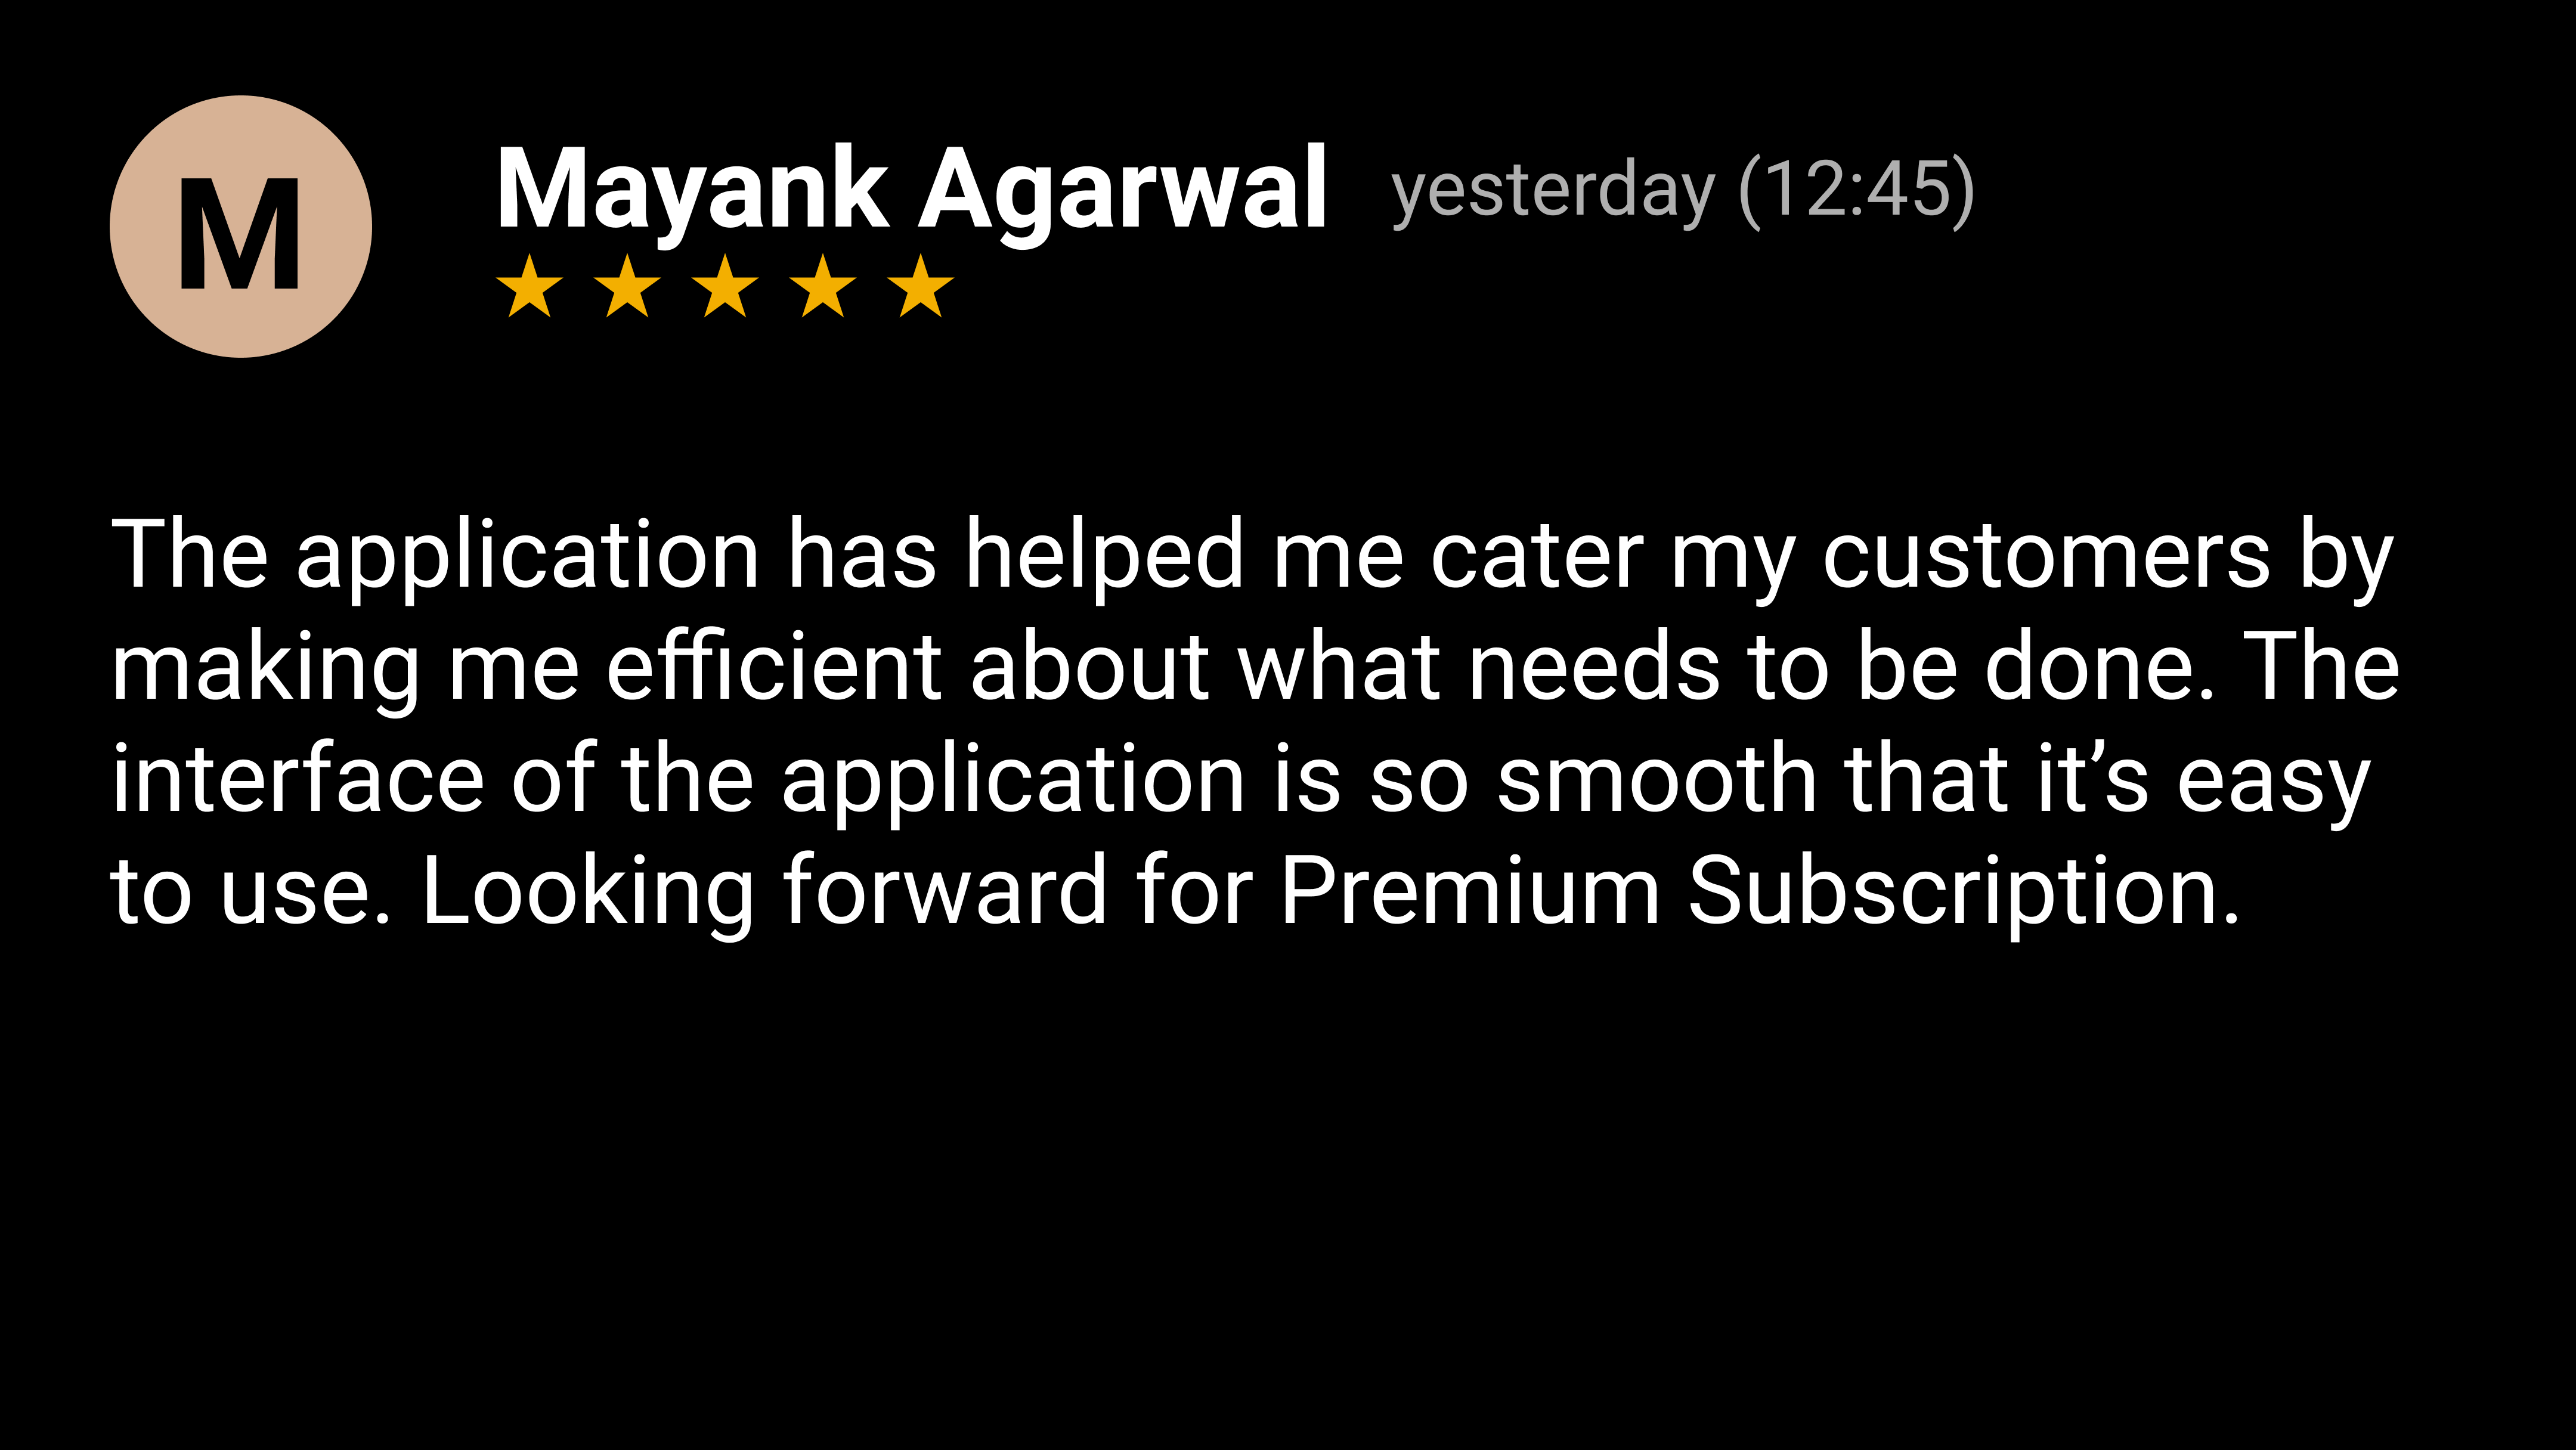 M
Mayank Agarwal yesterday (12:45)
The application has helped me cater my customers by
making me efficient about what needs to be done. The
interface of the application is so smooth that it’s easy
to use. Looking forward for Premium Subscription.